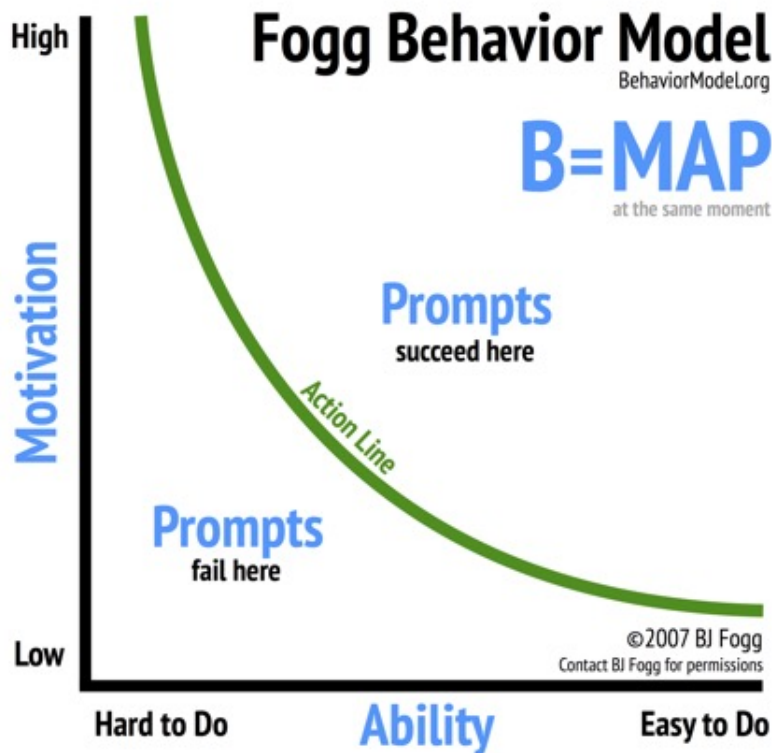 High
Fogg Behavior Model
BehaviorModel.org
B=MAP
at the same moment
Motivation
Prompts
succeed here
Action Line
Prompts
fail here
Low
©2007 BJ Fogg
Contact BJ Fogg for permissions
Hard to Do
Ability
Easy to Do